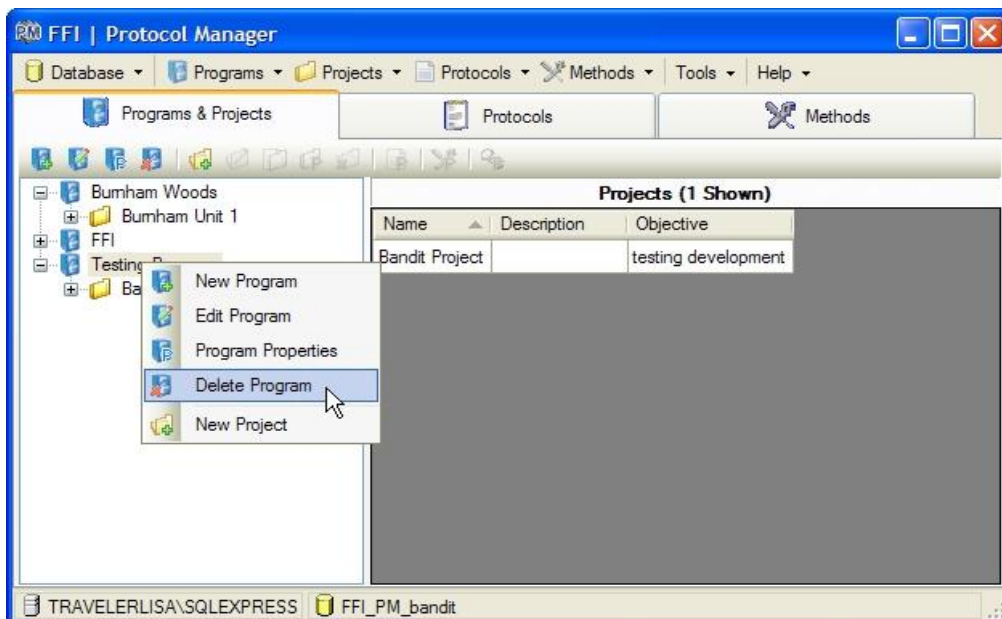 FFI | Protocol Manager
Database Programs Projects Protocols Methods Tools Help
Programs & Projects Protocols Methods
Burnham Woods
Burnham Unit 1
FFI
Testing
Ba
Projects (1 Shown)
Name Description Objective
Bandit Project testing development
New Program
Edit Program
Program Properties
Delete Program
New Project
TRAVELERLISA\SQLEXPRESS FFI_PM_bandit